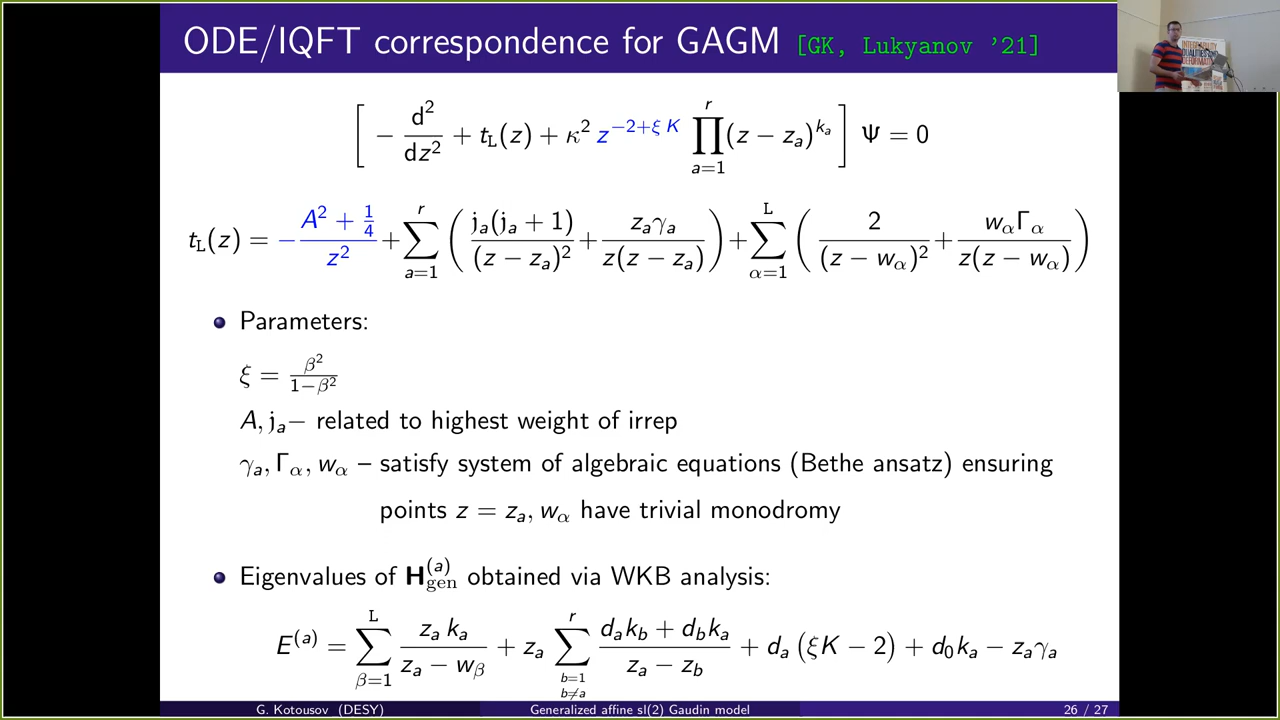 ODE/IQFT correspondence for GAGM [GK, Lukyanov '21]
[ − d²/dz² + t_L(z) + κ² z^{−2+ξK} ∏_{a=1}^{r} (z − z_a)^{k_a} ] Ψ = 0
t_L(z) = − (A² + 1/4)/z² + ∑_{a=1}^{r} ( j_a(j_a + 1)/(z − z_a)² + z_aγ_a/(z(z − z_a)) ) + ∑_{α=1}^{L} ( 2/(z − w_α)² + w_αΓ_α/(z(z − w_α)) )
Parameters:
ξ = β²/(1−β²)
A, j_a− related to highest weight of irrep
γ_a, Γ_α, w_α – satisfy system of algebraic equations (Bethe ansatz) ensuring
points z = z_a, w_α have trivial monodromy
Eigenvalues of H_gen^(a) obtained via WKB analysis:
E^(a) = ∑_{β=1}^{L} z_a k_a/(z_a − w_β) + z_a ∑_{b=1, b≠a}^{r} (d_a k_b + d_b k_a)/(z_a − z_b) + d_a (ξK − 2) + d_0 k_a − z_aγ_a
G. Kotousov (DESY) Generalized affine sl(2) Gaudin model 26 / 27